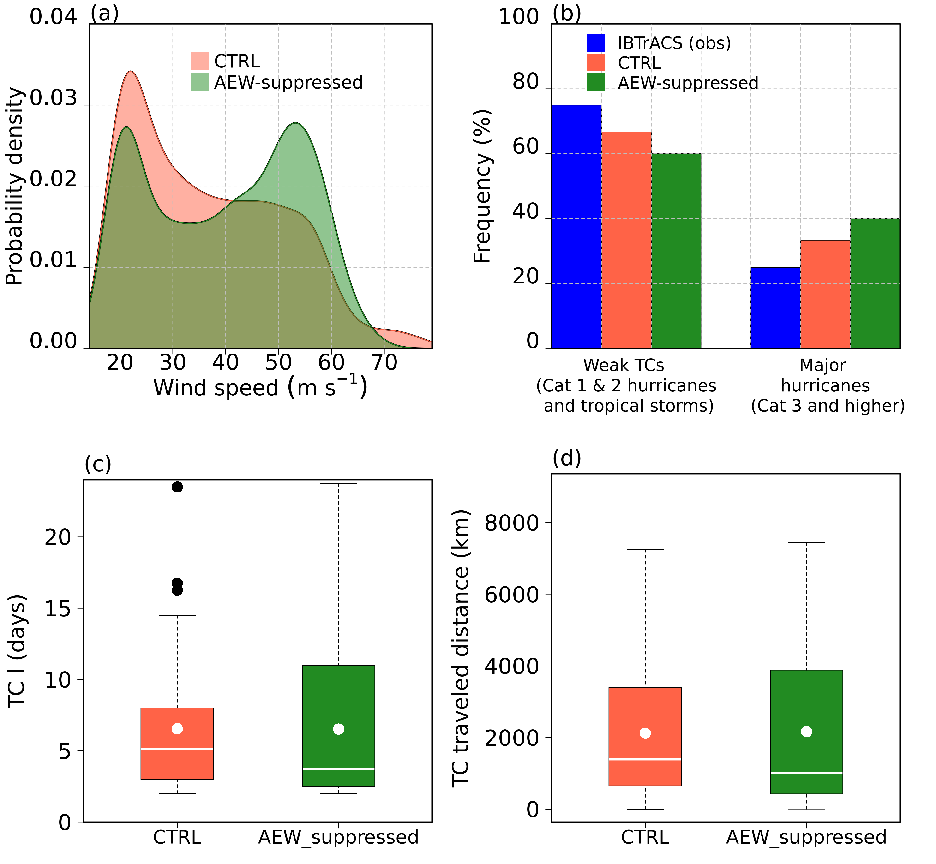 (a)
0.04
0.03
0.02
0.01
0.00
Probability density
CTRL
AEW-suppressed
20 30 40 50 60 70
Wind speed (m s⁻¹)
(b)
100
80
60
40
20
0
Frequency (%)
IBTrACS (obs)
CTRL
AEW-suppressed
Weak TCs
(Cat 1 & 2 hurricanes
and tropical storms)
Major
hurricanes
(Cat 3 and higher)
(c)
20
15
10
5
0
TC l (days)
CTRL AEW_suppressed
(d)
8000
6000
4000
2000
0
TC traveled distance (km)
CTRL AEW_suppressed